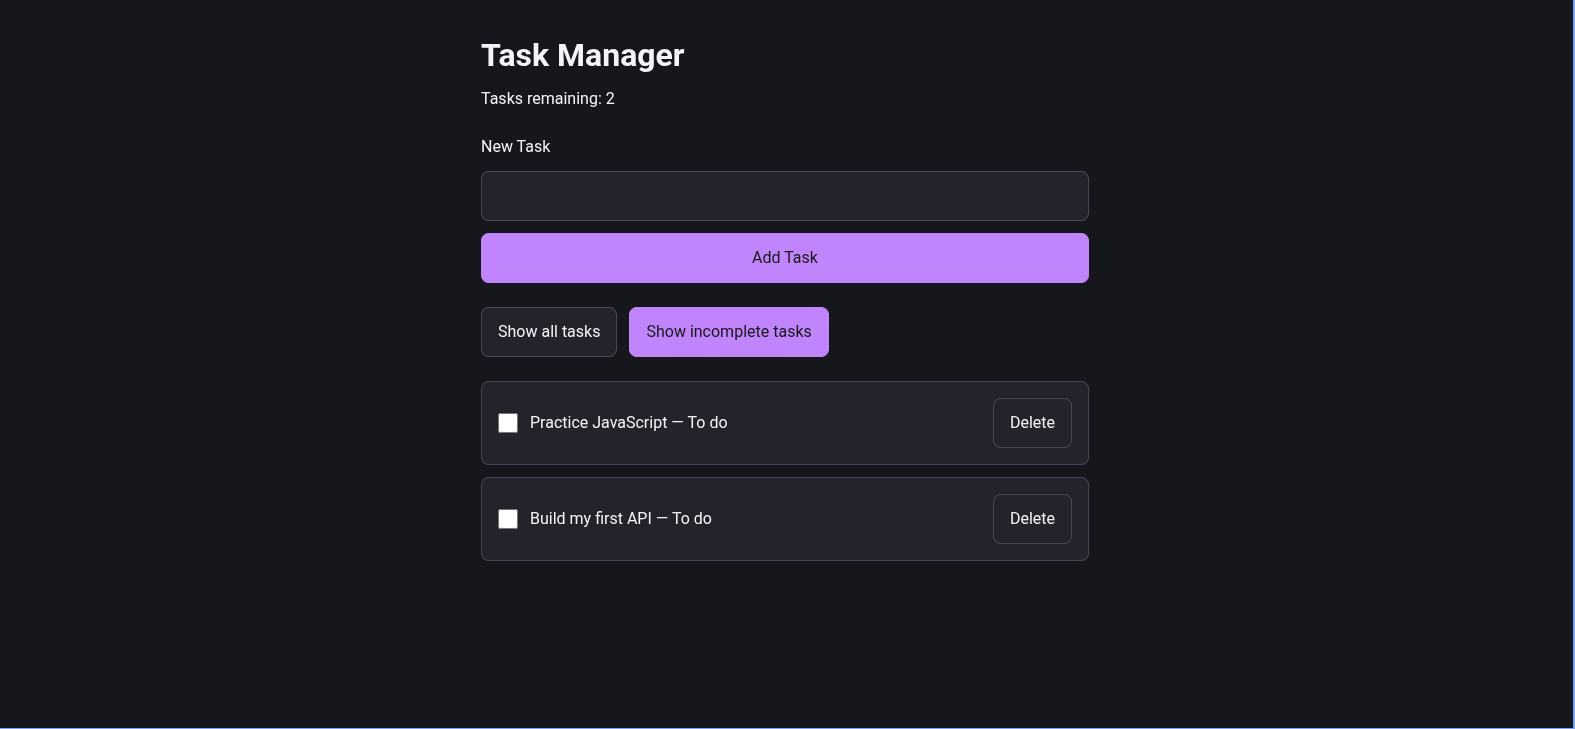 Task Manager
Tasks remaining: 2
New Task
Add Task
Show all tasks
Show incomplete tasks
Practice JavaScript — To do
Delete
Build my first API — To do
Delete